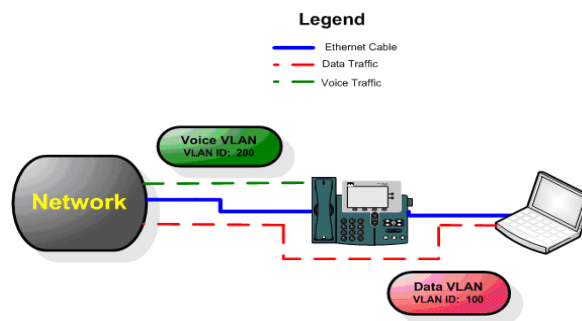 Legend
Ethernet Cable
Data Traffic
Voice Traffic
Voice VLAN
VLAN ID: 200
Network
Data VLAN
VLAN ID: 100